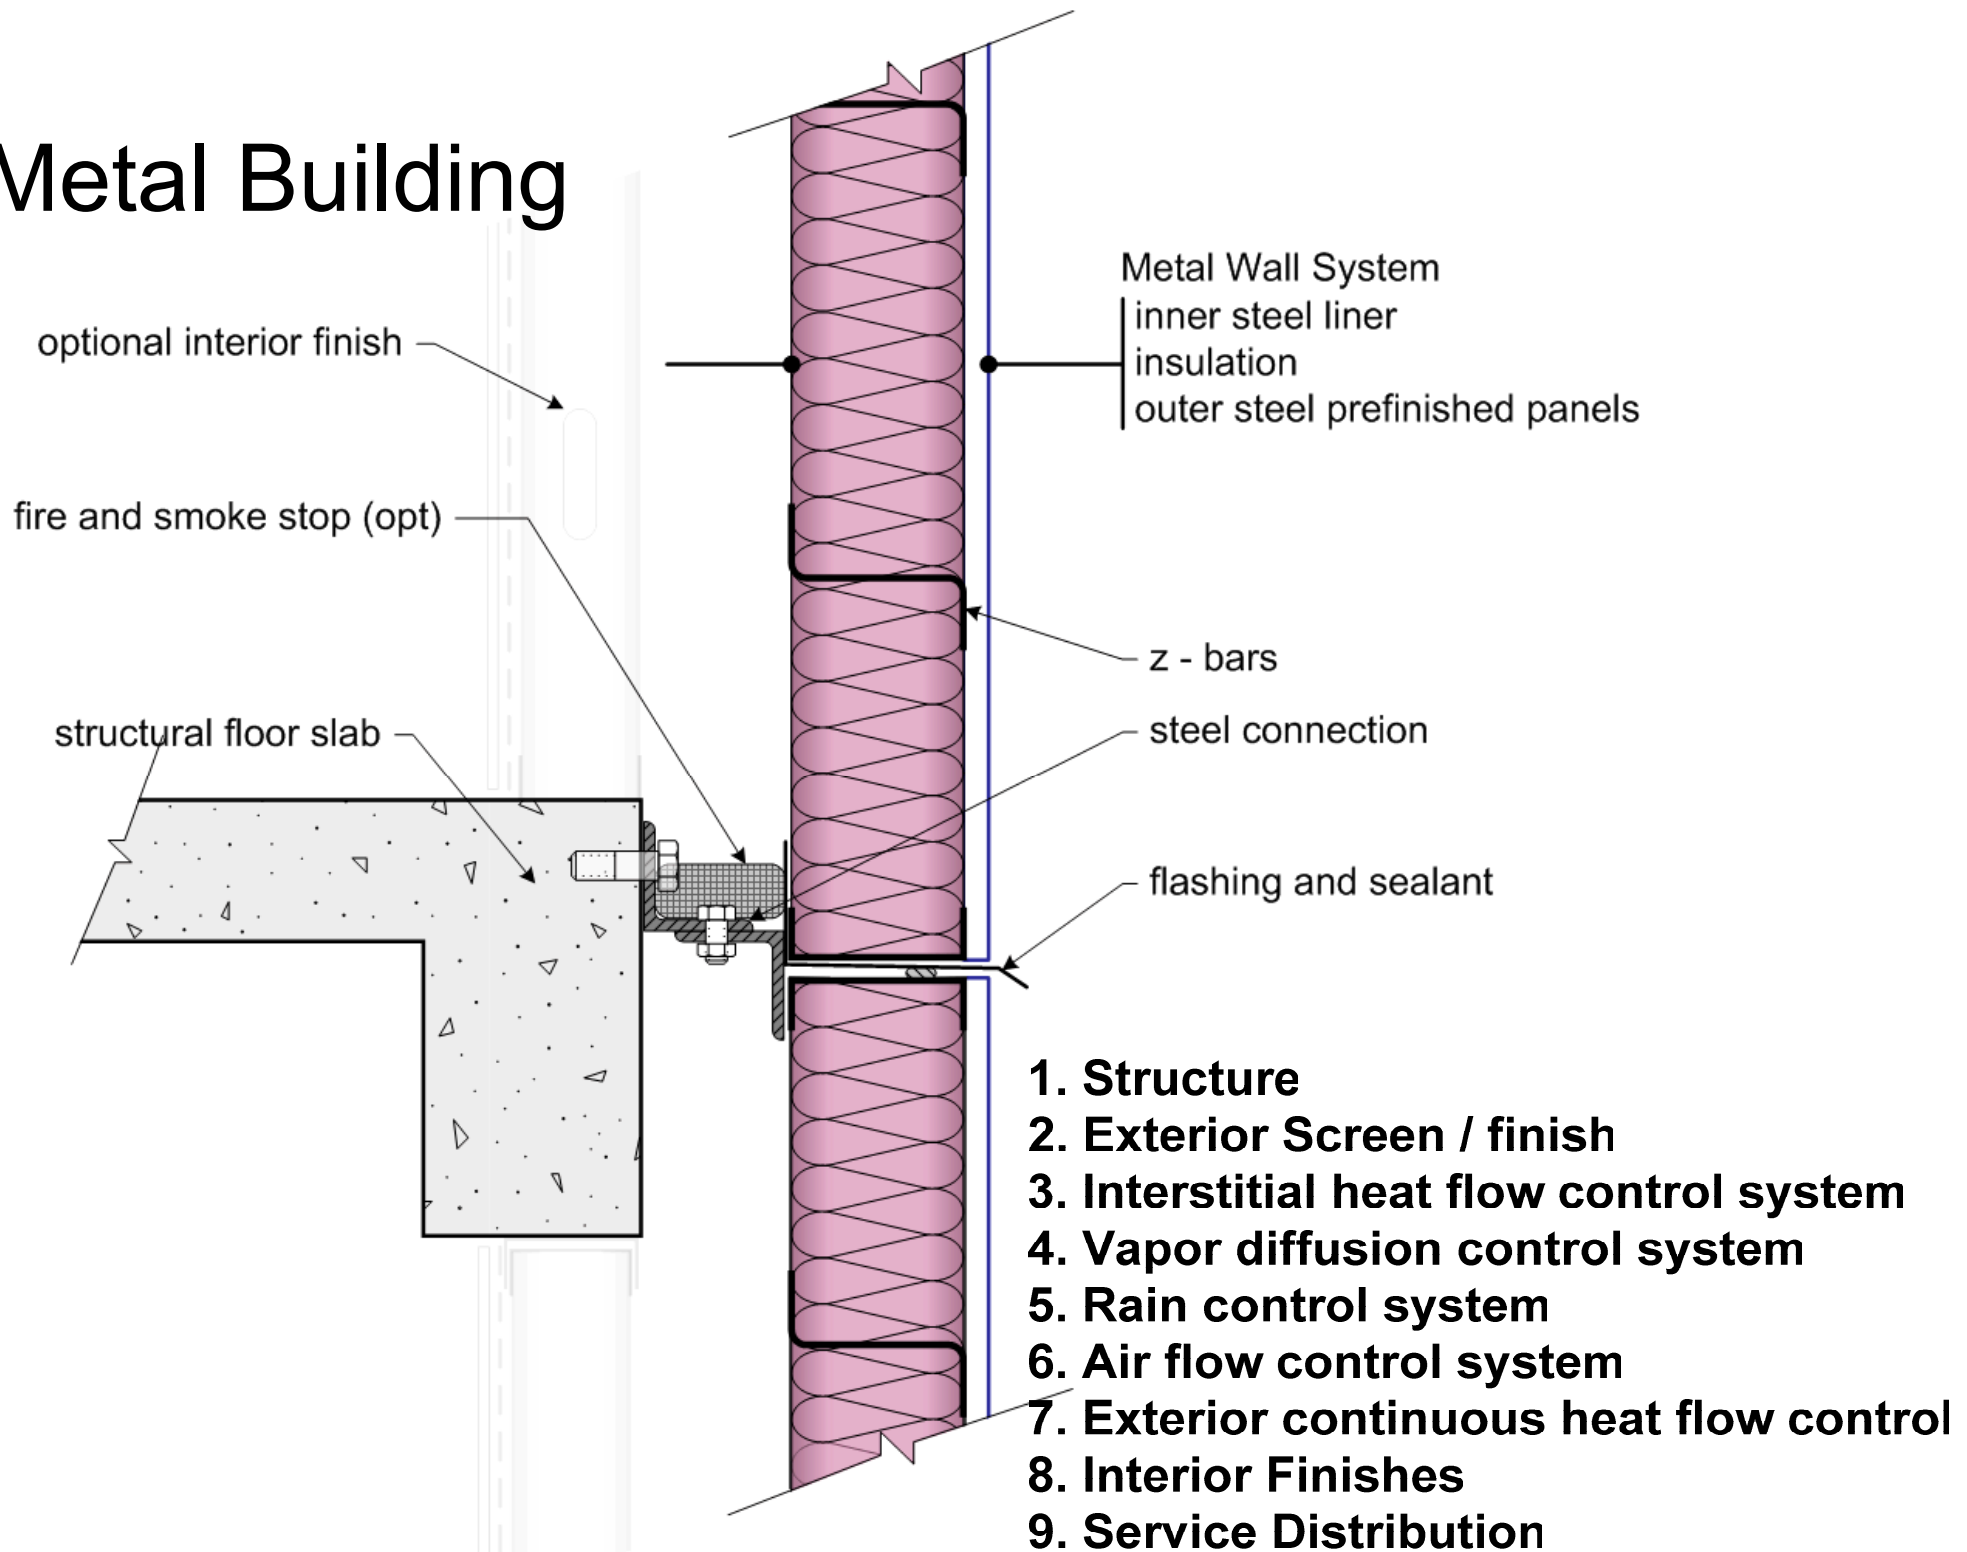 Metal Building
optional interior finish
fire and smoke stop (opt)
structural floor slab
Metal Wall System
inner steel liner
insulation
outer steel prefinished panels
z - bars
steel connection
flashing and sealant
1. Structure
2. Exterior Screen / finish
3. Interstitial heat flow control system
4. Vapor diffusion control system
5. Rain control system
6. Air flow control system
7. Exterior continuous heat flow control
8. Interior Finishes
9. Service Distribution